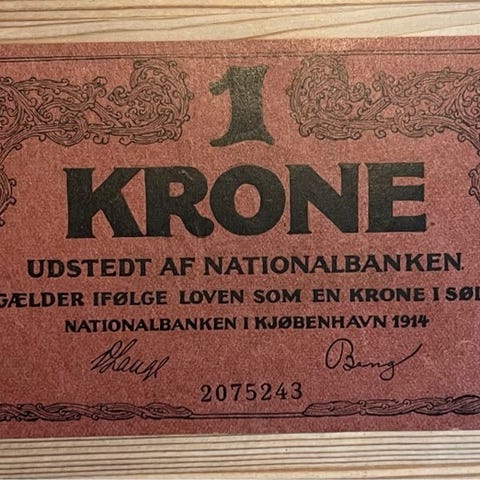 1
KRONE
UDSTEDT AF NATIONALBANKEN
GÆLDER IFØLGE LOVEN SOM EN KRONE I SØL
NATIONALBANKEN I KJØBENHAVN 1914
2075243